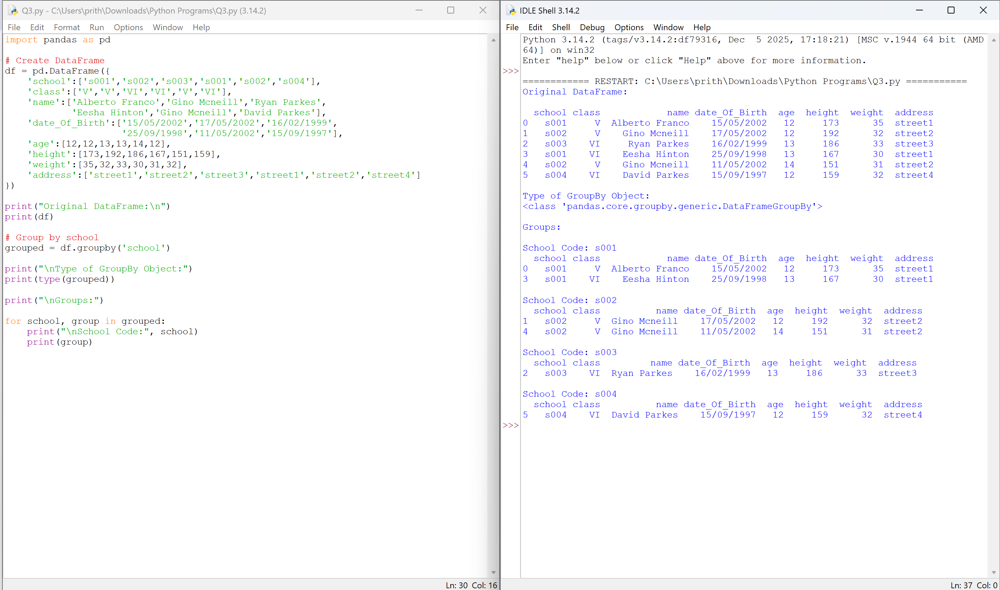 Q3.py - C:\Users\prith\Downloads\Python Programs\Q3.py (3.14.2)
File Edit Format Run Options Window Help
import pandas as pd

# Create DataFrame
df = pd.DataFrame({
    'school':['s001','s002','s003','s001','s002','s004'],
    'class':['V','V','VI','VI','V','VI'],
    'name':['Alberto Franco','Gino Mcneill','Ryan Parkes',
            'Eesha Hinton','Gino Mcneill','David Parkes'],
    'date_Of_Birth':['15/05/2002','17/05/2002','16/02/1999',
                     '25/09/1998','11/05/2002','15/09/1997'],
    'age':[12,12,13,13,14,12],
    'height':[173,192,186,167,151,159],
    'weight':[35,32,33,30,31,32],
    'address':['street1','street2','street3','street1','street2','street4']
})

print("Original DataFrame:\n")
print(df)

# Group by school
grouped = df.groupby('school')

print("\nType of GroupBy Object:")
print(type(grouped))

print("\nGroups:")

for school, group in grouped:
    print("\nSchool Code:", school)
    print(group)
Ln: 30 Col: 16
IDLE Shell 3.14.2
File Edit Shell Debug Options Window Help
Python 3.14.2 (tags/v3.14.2:df79316, Dec  5 2025, 17:18:21) [MSC v.1944 64 bit (AMD
64)] on win32
Enter "help" below or click "Help" above for more information.
>>>
============ RESTART: C:\Users\prith\Downloads\Python Programs\Q3.py ===========
Original DataFrame:

  school class            name date_Of_Birth  age  height  weight  address
0   s001     V  Alberto Franco    15/05/2002   12     173      35  street1
1   s002     V    Gino Mcneill    17/05/2002   12     192      32  street2
2   s003    VI     Ryan Parkes    16/02/1999   13     186      33  street3
3   s001    VI    Eesha Hinton    25/09/1998   13     167      30  street1
4   s002     V    Gino Mcneill    11/05/2002   14     151      31  street2
5   s004    VI    David Parkes    15/09/1997   12     159      32  street4

Type of GroupBy Object:
<class 'pandas.core.groupby.generic.DataFrameGroupBy'>

Groups:

School Code: s001
  school class            name date_Of_Birth  age  height  weight  address
0   s001     V  Alberto Franco    15/05/2002   12     173      35  street1
3   s001    VI    Eesha Hinton    25/09/1998   13     167      30  street1

School Code: s002
  school class          name date_Of_Birth  age  height  weight  address
1   s002     V  Gino Mcneill    17/05/2002   12     192      32  street2
4   s002     V  Gino Mcneill    11/05/2002   14     151      31  street2

School Code: s003
  school class         name date_Of_Birth  age  height  weight  address
2   s003    VI  Ryan Parkes    16/02/1999   13     186      33  street3

School Code: s004
  school class          name date_Of_Birth  age  height  weight  address
5   s004    VI  David Parkes    15/09/1997   12     159      32  street4
>>>
Ln: 37 Col: 0